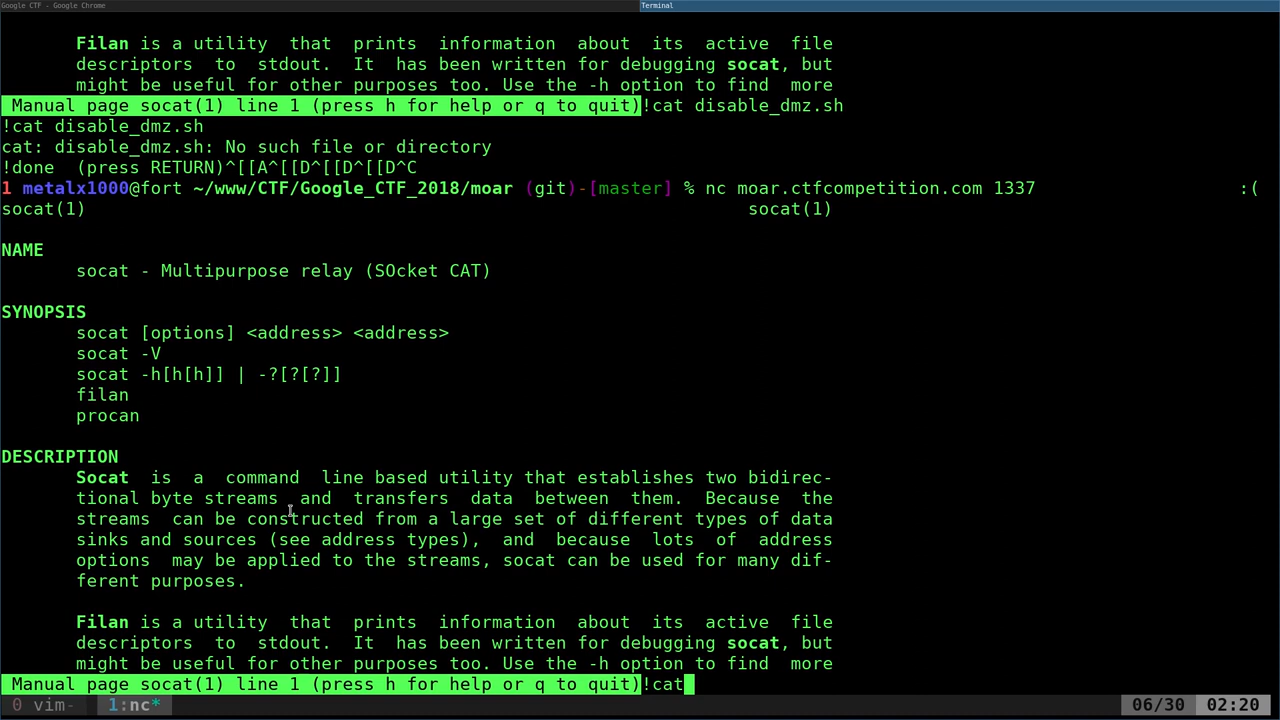 Google CTF - Google Chrome
Terminal
Filan is a utility that prints information about its active file
descriptors to stdout. It has been written for debugging socat, but
might be useful for other purposes too. Use the -h option to find more
Manual page socat(1) line 1 (press h for help or q to quit)!cat disable_dmz.sh
!cat disable_dmz.sh
cat: disable_dmz.sh: No such file or directory
!done  (press RETURN)^[[A^[[D^[[D^[[D^C
1 metalx1000@fort ~/www/CTF/Google_CTF_2018/moar (git)-[master] % nc moar.ctfcompetition.com 1337 :(
socat(1) socat(1)
NAME
socat - Multipurpose relay (SOcket CAT)
SYNOPSIS
socat [options] <address> <address>
socat -V
socat -h[h[h]] | -?[?[?]]
filan
procan
DESCRIPTION
Socat is a command line based utility that establishes two bidirec-
tional byte streams and transfers data between them. Because the
streams can be constructed from a large set of different types of data
sinks and sources (see address types), and because lots of address
options may be applied to the streams, socat can be used for many dif-
ferent purposes.
Filan is a utility that prints information about its active file
descriptors to stdout. It has been written for debugging socat, but
might be useful for other purposes too. Use the -h option to find more
Manual page socat(1) line 1 (press h for help or q to quit)!cat
0 vim- 1:nc* 06/30 02:20